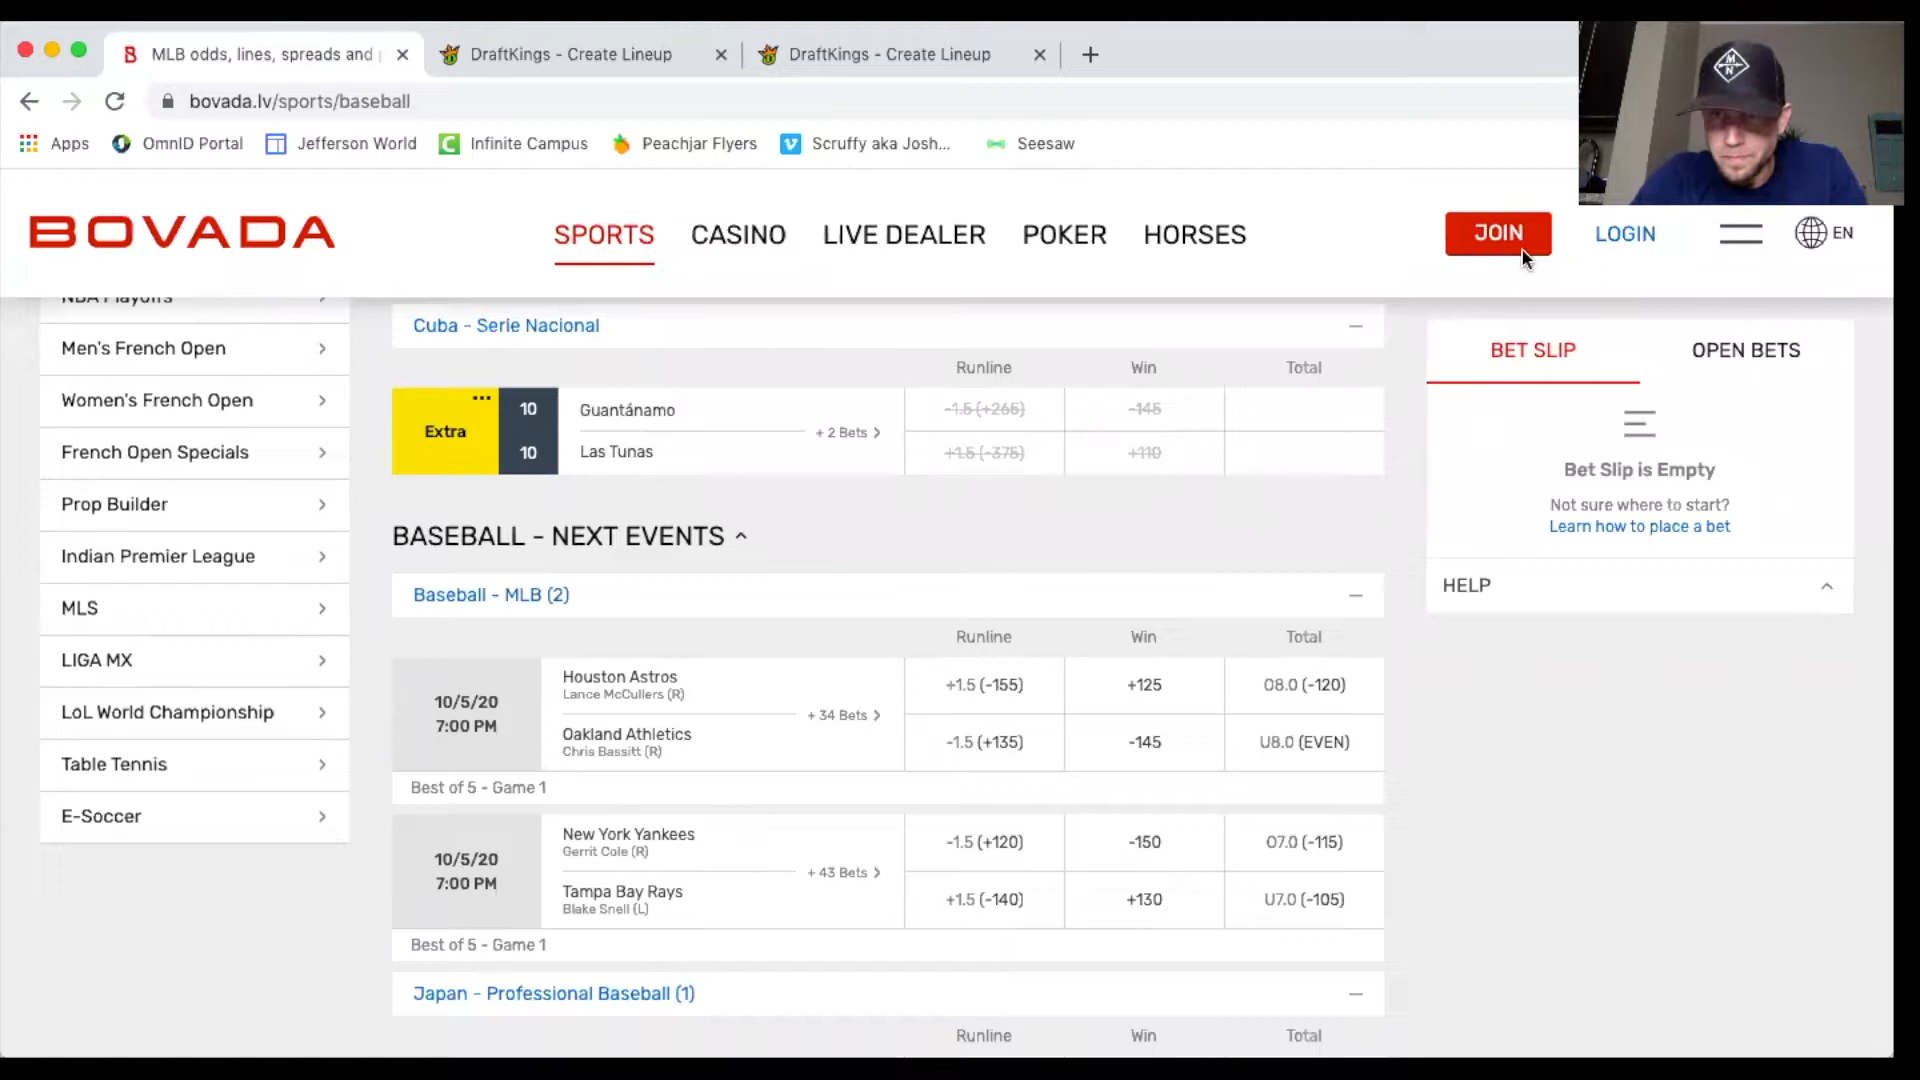 MLB odds, lines, spreads and
DraftKings - Create Lineup
DraftKings - Create Lineup
bovada.lv/sports/baseball
Apps
OmnID Portal
Jefferson World
Infinite Campus
Peachjar Flyers
Scruffy aka Josh...
Seesaw
M
N
BOVADA
SPORTS
CASINO
LIVE DEALER
POKER
HORSES
JOIN
LOGIN
EN
NBA Playoffs
Men's French Open
Women's French Open
French Open Specials
Prop Builder
Indian Premier League
MLS
LIGA MX
LoL World Championship
Table Tennis
E-Soccer
Cuba - Serie Nacional
Runline Win Total
Extra
10 Guantánamo -1.5 (+265) -145
+ 2 Bets
10 Las Tunas +1.5 (-375) +110
BASEBALL - NEXT EVENTS
Baseball - MLB (2)
Runline Win Total
10/5/20
7:00 PM
Houston Astros
Lance McCullers (R)
+1.5 (-155) +125 O8.0 (-120)
+ 34 Bets
Oakland Athletics
Chris Bassitt (R)
-1.5 (+135) -145 U8.0 (EVEN)
Best of 5 - Game 1
10/5/20
7:00 PM
New York Yankees
Gerrit Cole (R)
-1.5 (+120) -150 O7.0 (-115)
+ 43 Bets
Tampa Bay Rays
Blake Snell (L)
+1.5 (-140) +130 U7.0 (-105)
Best of 5 - Game 1
Japan - Professional Baseball (1)
Runline Win Total
BET SLIP
OPEN BETS
Bet Slip is Empty
Not sure where to start?
Learn how to place a bet
HELP